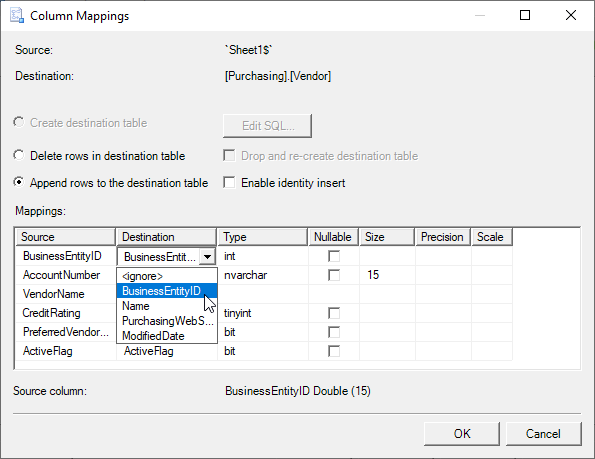 Column Mappings
Source: `Sheet1$`
Destination: [Purchasing].[Vendor]
Create destination table Edit SQL...
Delete rows in destination table Drop and re-create destination table
Append rows to the destination table Enable identity insert
Mappings:
Source Destination Type Nullable Size Precision Scale
BusinessEntityID BusinessEntit... int
AccountNumber <ignore> nvarchar 15
BusinessEntityID
VendorName Name
CreditRating PurchasingWebS... tinyint
PreferredVendor... ModifiedDate bit
ActiveFlag ActiveFlag bit
Source column: BusinessEntityID Double (15)
OK Cancel